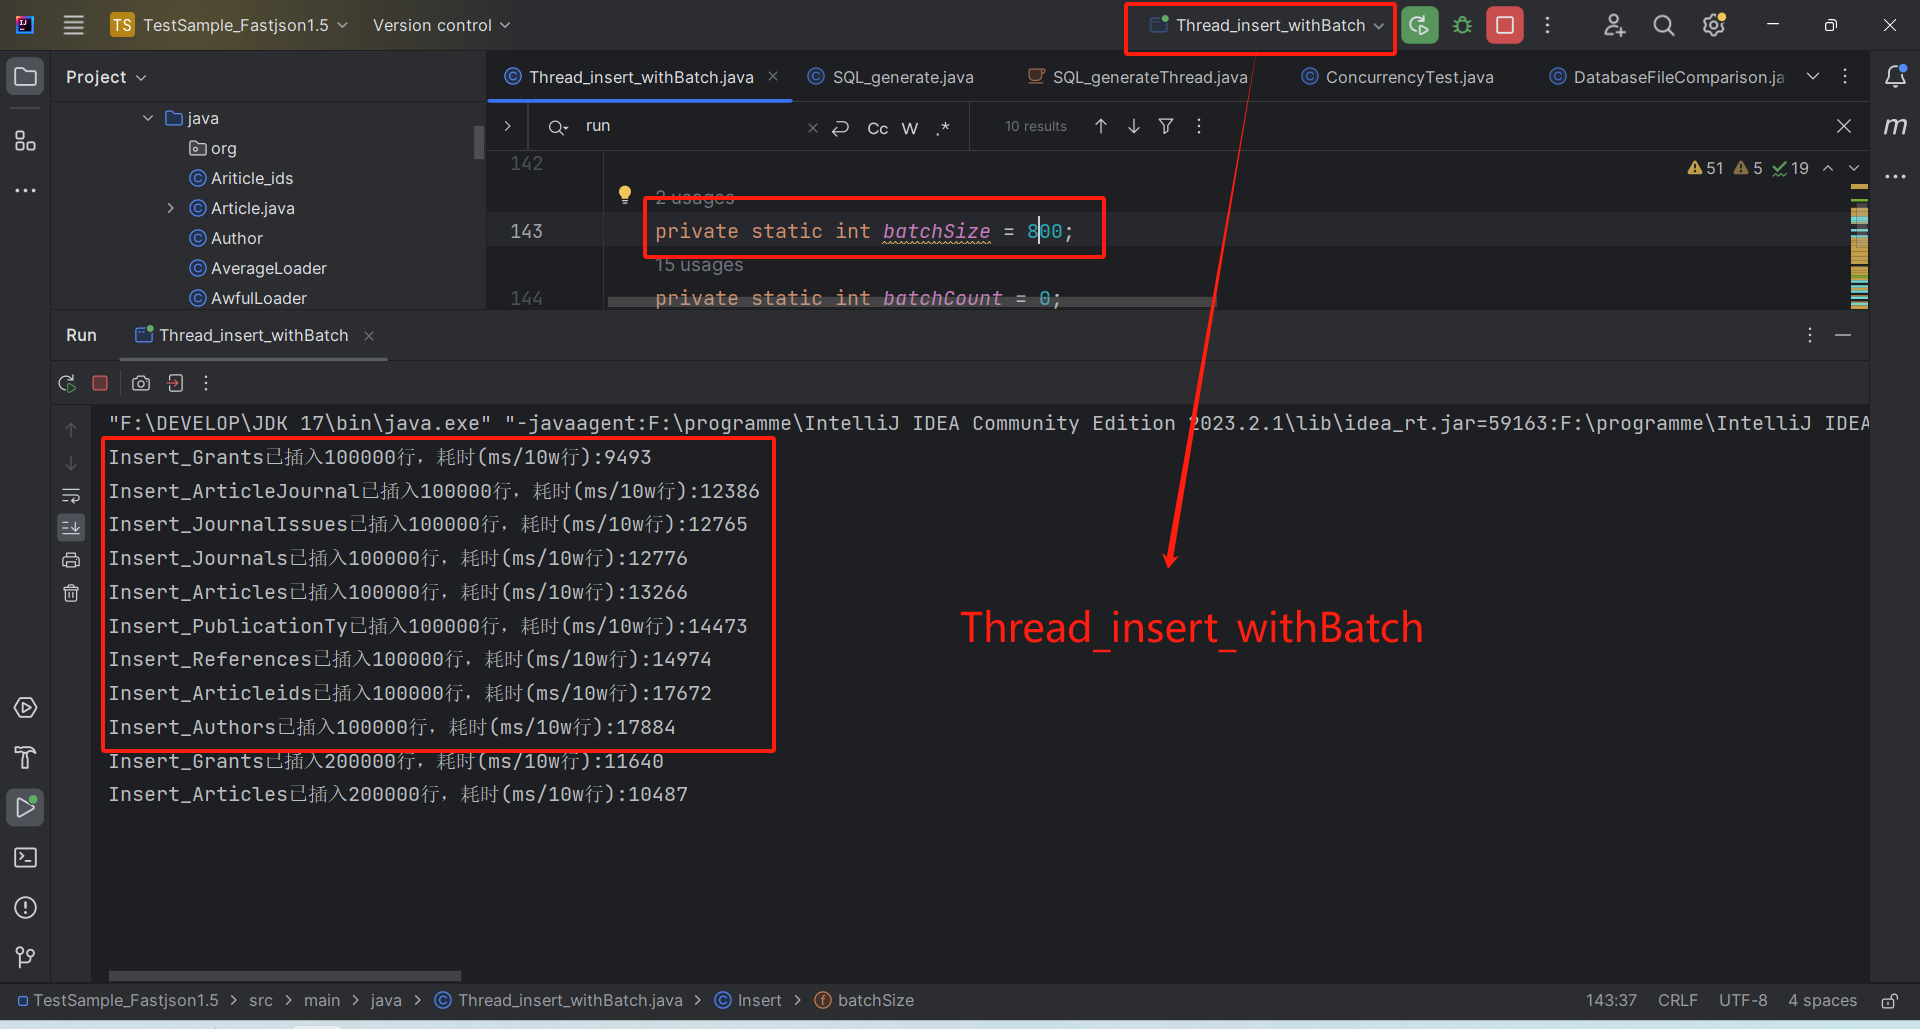 TS TestSample_Fastjson1.5 Version control Thread_insert_withBatch
Project
Thread_insert_withBatch.java SQL_generate.java SQL_generateThread.java ConcurrencyTest.java DatabaseFileComparison.ja
java
org
Ariticle_ids
Article.java
Author
AverageLoader
AwfulLoader
run Cc W .* 10 results
142
51 5 19
2 usages
143 private static int batchSize = 800;
15 usages
144 private static int batchCount = 0;
Run Thread_insert_withBatch
"F:\DEVELOP\JDK 17\bin\java.exe" "-javaagent:F:\programme\IntelliJ IDEA Community Edition 2023.2.1\lib\idea_rt.jar=59163:F:\programme\IntelliJ IDEA
Insert_Grants已插入100000行，耗时(ms/10w行):9493
Insert_ArticleJournal已插入100000行，耗时(ms/10w行):12386
Insert_JournalIssues已插入100000行，耗时(ms/10w行):12765
Insert_Journals已插入100000行，耗时(ms/10w行):12776
Insert_Articles已插入100000行，耗时(ms/10w行):13266
Insert_PublicationTy已插入100000行，耗时(ms/10w行):14473
Insert_References已插入100000行，耗时(ms/10w行):14974
Insert_Articleids已插入100000行，耗时(ms/10w行):17672
Insert_Authors已插入100000行，耗时(ms/10w行):17884
Insert_Grants已插入200000行，耗时(ms/10w行):11640
Insert_Articles已插入200000行，耗时(ms/10w行):10487
Thread_insert_withBatch
TestSample_Fastjson1.5 > src > main > java > Thread_insert_withBatch.java > Insert > batchSize 143:37 CRLF UTF-8 4 spaces